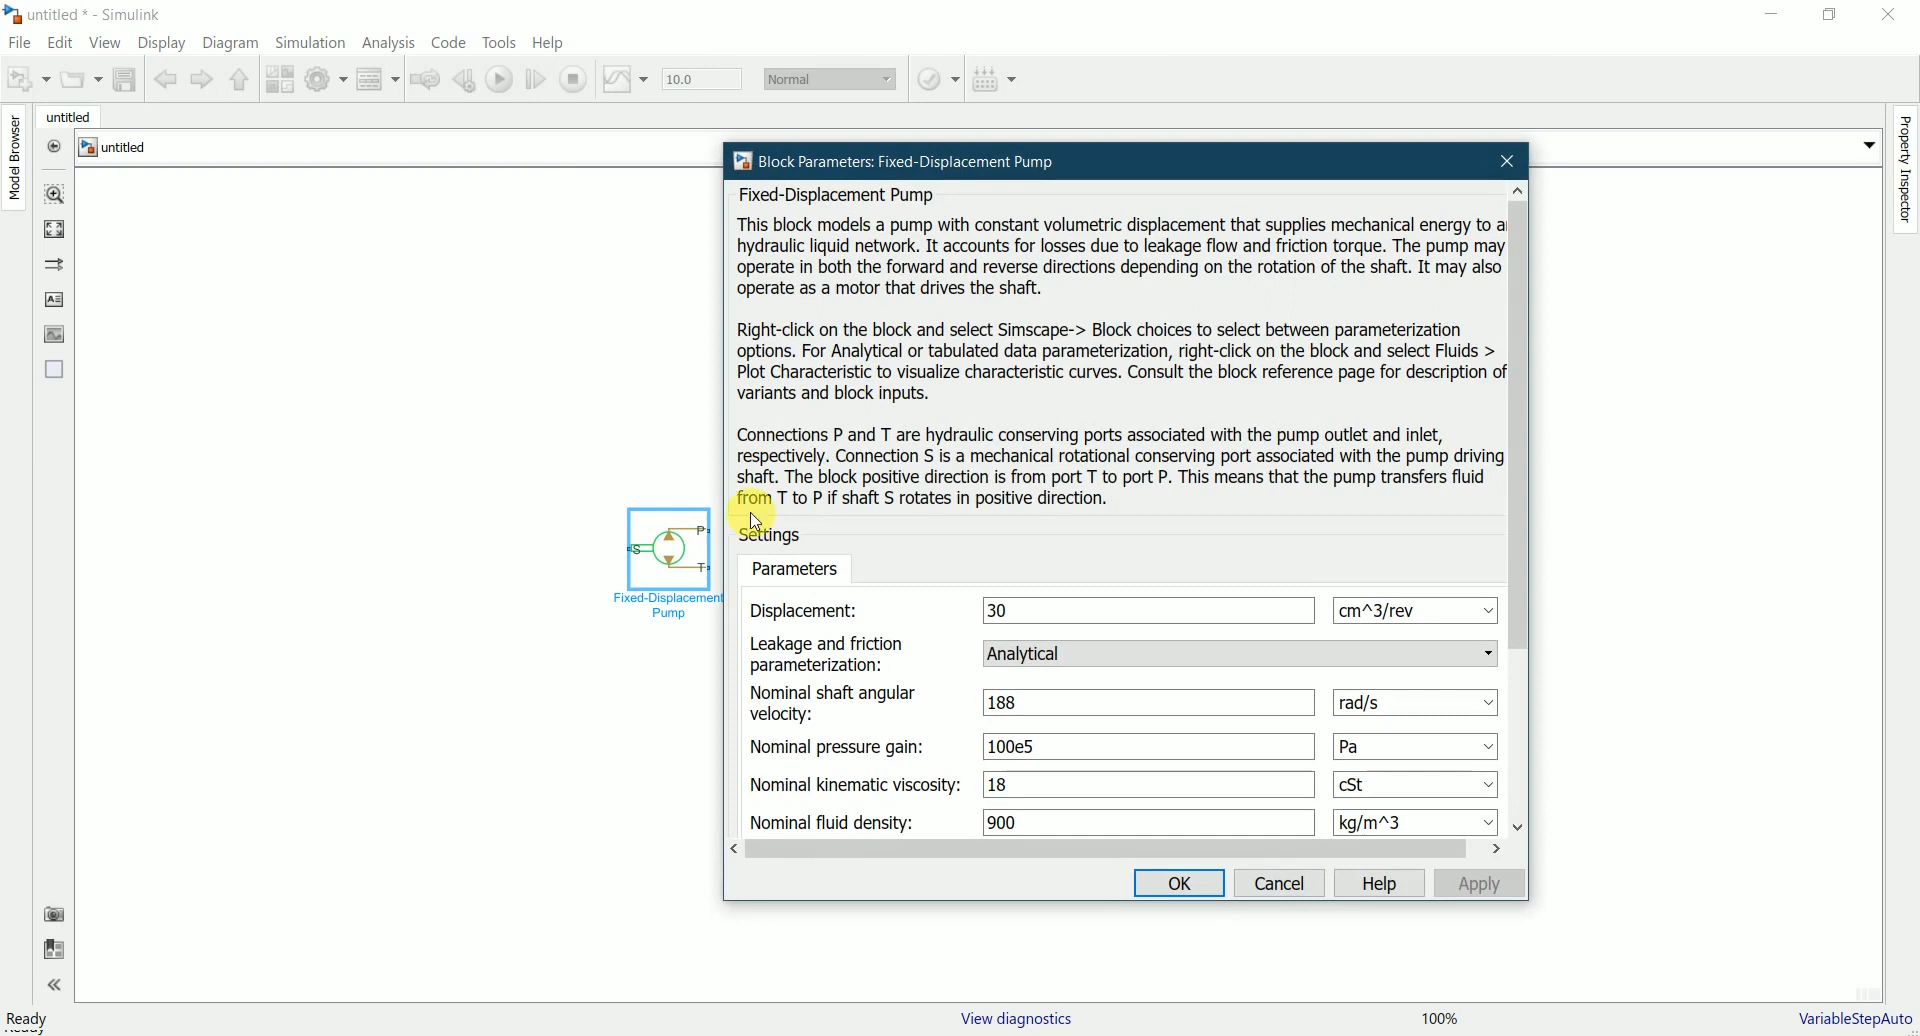 untitled * - Simulink
File Edit View Display Diagram Simulation Analysis Code Tools Help
10.0 Normal
Model Browser
untitled
untitled
Property Inspector
Block Parameters: Fixed-Displacement Pump
Fixed-Displacement Pump
This block models a pump with constant volumetric displacement that supplies mechanical energy to a
hydraulic liquid network. It accounts for losses due to leakage flow and friction torque. The pump may
operate in both the forward and reverse directions depending on the rotation of the shaft. It may also
operate as a motor that drives the shaft.
Right-click on the block and select Simscape-> Block choices to select between parameterization
options. For Analytical or tabulated data parameterization, right-click on the block and select Fluids >
Plot Characteristic to visualize characteristic curves. Consult the block reference page for description of
variants and block inputs.
Connections P and T are hydraulic conserving ports associated with the pump outlet and inlet,
respectively. Connection S is a mechanical rotational conserving port associated with the pump driving
shaft. The block positive direction is from port T to port P. This means that the pump transfers fluid
from T to P if shaft S rotates in positive direction.
P
S
T
Fixed-Displacement
Pump
Settings
Parameters
Displacement: 30 cm^3/rev
Leakage and friction
parameterization: Analytical
Nominal shaft angular
velocity: 188 rad/s
Nominal pressure gain: 100e5 Pa
Nominal kinematic viscosity: 18 cSt
Nominal fluid density: 900 kg/m^3
OK Cancel Help Apply
Ready View diagnostics 100% VariableStepAuto